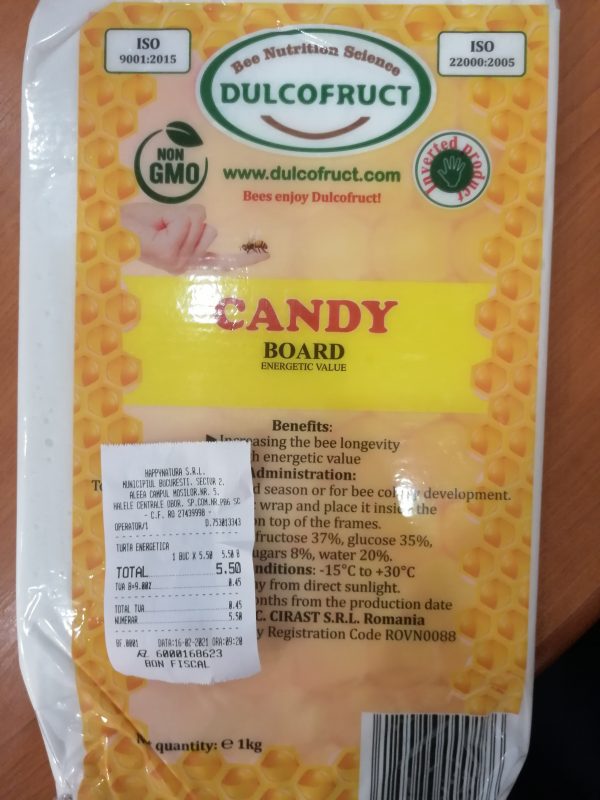 ISO
9001:2015
Bee Nutrition Science
DULCOFRUCT
ISO
22000:2005
NON
GMO
www.dulcofruct.com
Bees enjoy Dulcofruct!
Inverted product
CANDY
BOARD
ENERGETIC VALUE
Benefits:
Increasing the bee longevity
h energetic value
Administration:
d season or for bee colony development.
wrap and place it inside the
on top of the frames.
fructose 37%, glucose 35%,
ugars 8%, water 20%.
nditions: -15°C to +30°C
y from direct sunlight.
onths from the production date
C. CIRAST S.R.L. Romania
y Registration Code ROVN0088
quantity: e 1kg
HAPPYNATURA S.R.L.
MUNICIPIUL BUCURESTI, SECTOR 2,
ALEEA CAMPUL MOSILOR,NR. 5,
HALELE CENTRALE OBOR, SP.COM.NR.P86 SC
- C.F. RO 27439998 -
OPERATOR/1 0.753013343
TURTA ENERGETICA
1 BUC X 5.50 5.50 B
TOTAL 5.50
TVA B=9.00% 0.45
TOTAL TVA 0.45
NUMERAR 5.50
BF.0001 DATA:16-02-2021 ORA:09:20
6000168623
BON FISCAL